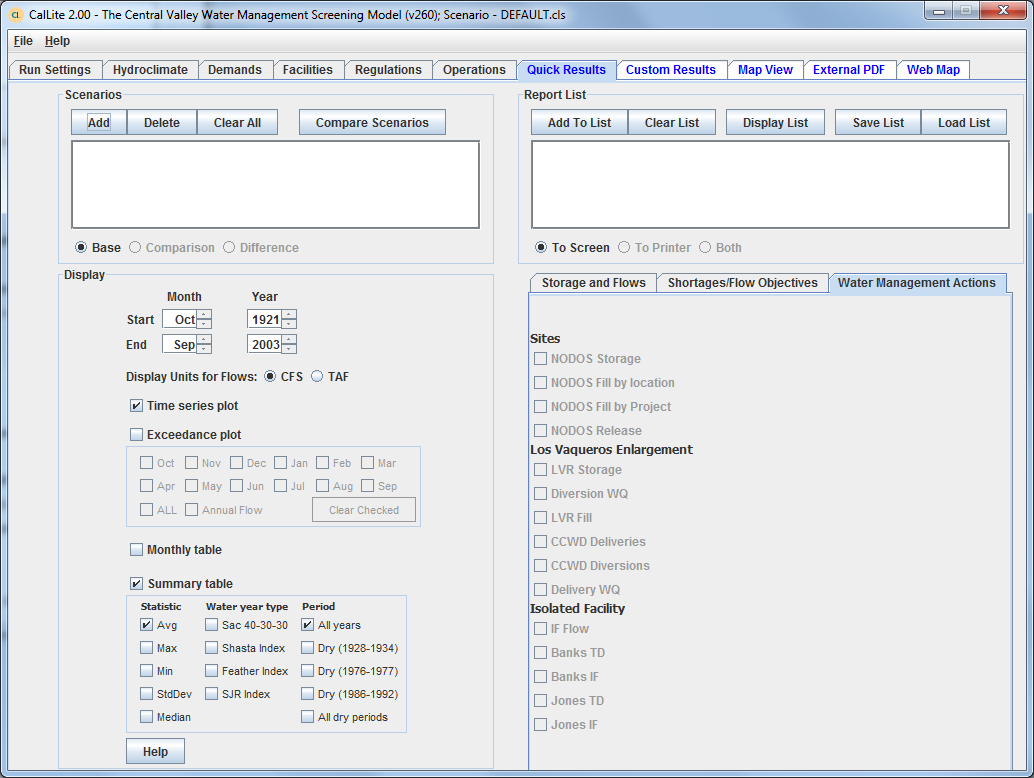 CL CalLite 2.00 - The Central Valley Water Management Screening Model (v260); Scenario - DEFAULT.cls
File Help
Run Settings Hydroclimate Demands Facilities Regulations Operations Quick Results Custom Results Map View External PDF Web Map
Scenarios
Add Delete Clear All Compare Scenarios
Base Comparison Difference
Report List
Add To List Clear List Display List Save List Load List
To Screen To Printer Both
Display
Month Year
Start Oct 1921
End Sep 2003
Display Units for Flows: CFS TAF
Time series plot
Exceedance plot
Oct Nov Dec Jan Feb Mar
Apr May Jun Jul Aug Sep
ALL Annual Flow Clear Checked
Monthly table
Summary table
Statistic Water year type Period
Avg Sac 40-30-30 All years
Max Shasta Index Dry (1928-1934)
Min Feather Index Dry (1976-1977)
StdDev SJR Index Dry (1986-1992)
Median All dry periods
Help
Storage and Flows Shortages/Flow Objectives Water Management Actions
Sites
NODOS Storage
NODOS Fill by location
NODOS Fill by Project
NODOS Release
Los Vaqueros Enlargement
LVR Storage
Diversion WQ
LVR Fill
CCWD Deliveries
CCWD Diversions
Delivery WQ
Isolated Facility
IF Flow
Banks TD
Banks IF
Jones TD
Jones IF